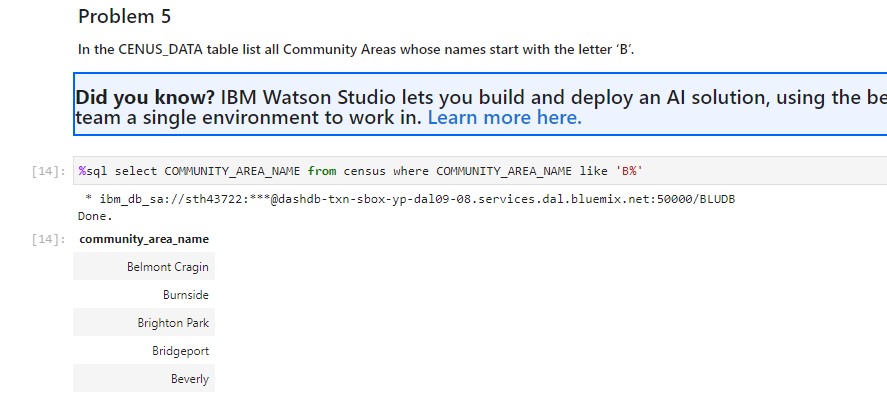 Problem 5
In the CENUS_DATA table list all Community Areas whose names start with the letter ‘B’.
Did you know? IBM Watson Studio lets you build and deploy an AI solution, using the be
team a single environment to work in. Learn more here.
[14]: %sql select COMMUNITY_AREA_NAME from census where COMMUNITY_AREA_NAME like 'B%'
* ibm_db_sa://sth43722:***@dashdb-txn-sbox-yp-dal09-08.services.dal.bluemix.net:50000/BLUDB
Done.
[14]: community_area_name
Belmont Cragin
Burnside
Brighton Park
Bridgeport
Beverly